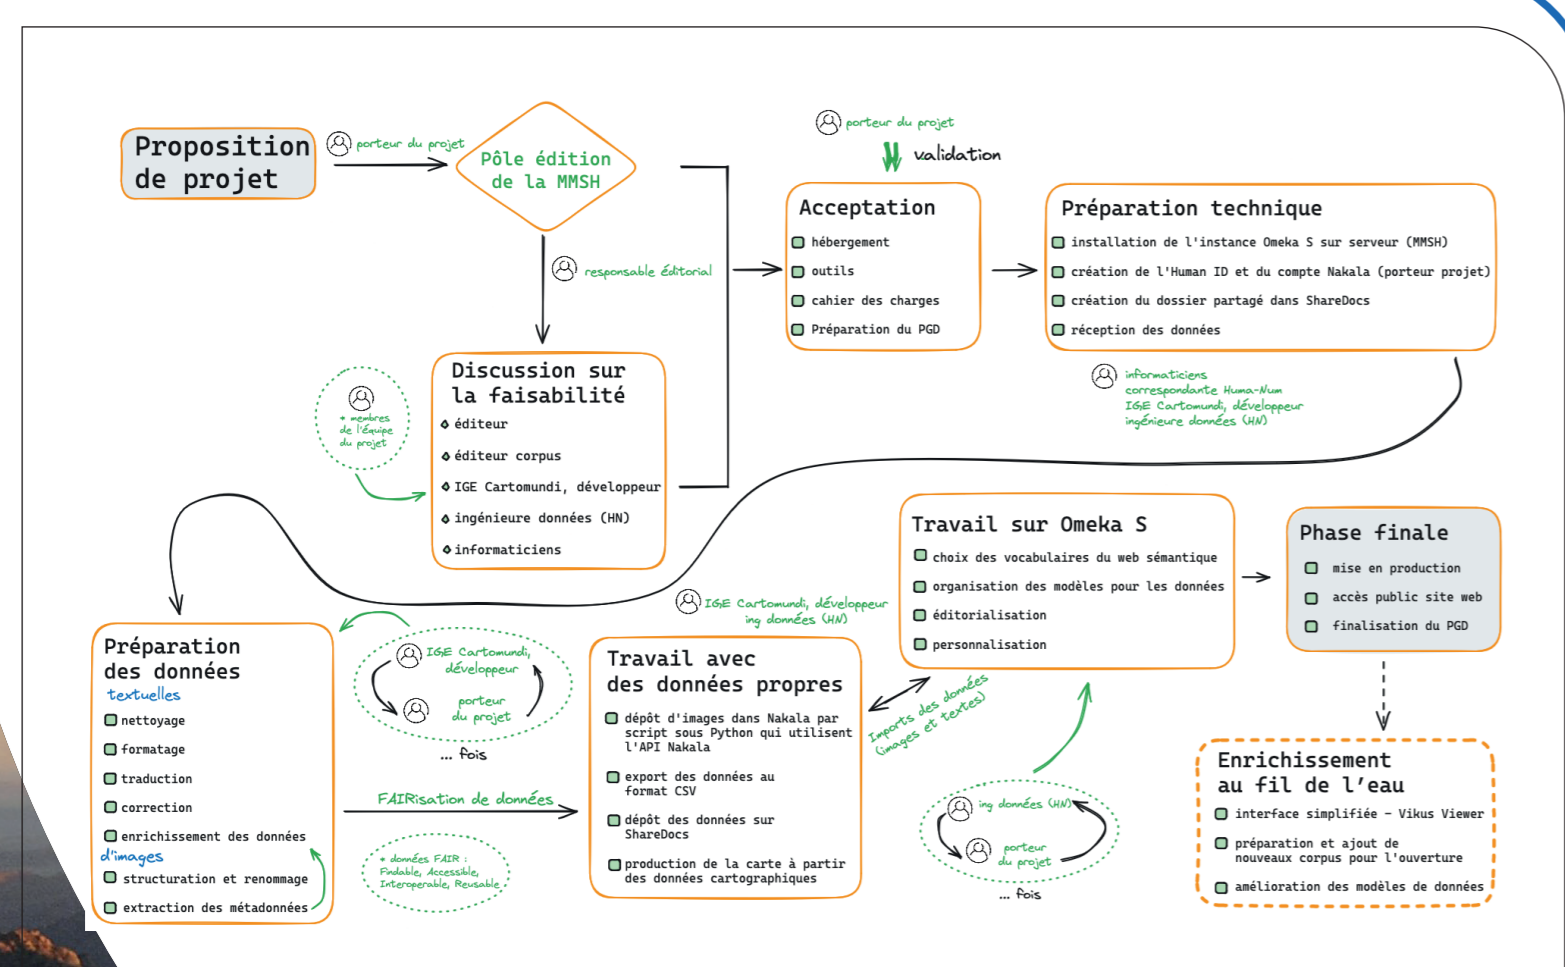 Proposition
de projet
porteur du projet
Pôle édition
de la MMSH
responsable éditorial
* membres
de l'équipe
du projet
Discussion sur
la faisabilité
éditeur
éditeur corpus
IGE Cartomundi, développeur
ingénieure données (HN)
informaticiens
porteur du projet
validation
Acceptation
hébergement
outils
cahier des charges
Préparation du PGD
Préparation technique
installation de l'instance Omeka S sur serveur (MMSH)
création de l'Human ID et du compte Nakala (porteur projet)
création du dossier partagé dans ShareDocs
réception des données
informaticiens
correspondante Huma-Num
IGE Cartomundi, développeur
ingénieure données (HN)
Préparation
des données
textuelles
nettoyage
formatage
traduction
correction
enrichissement des données
d'images
structuration et renommage
extraction des métadonnées
IGE Cartomundi,
développeur
porteur
du projet
... fois
FAIRisation de données
* données FAIR :
Findable, Accessible,
Interoperable, Reusable
IGE Cartomundi, développeur
ing données (HN)
Travail avec
des données propres
dépôt d'images dans Nakala par
script sous Python qui utilisent
l'API Nakala
export des données au
format CSV
dépôt des données sur
ShareDocs
production de la carte à partir
des données cartographiques
Imports des données
(images et textes)
Travail sur Omeka S
choix des vocabulaires du web sémantique
organisation des modèles pour les données
éditorialisation
personnalisation
ing données (HN)
porteur
du projet
... fois
Phase finale
mise en production
accès public site web
finalisation du PGD
Enrichissement
au fil de l’eau
interface simplifiée – Vikus Viewer
préparation et ajout de
nouveaux corpus pour l'ouverture
amélioration des modèles de données